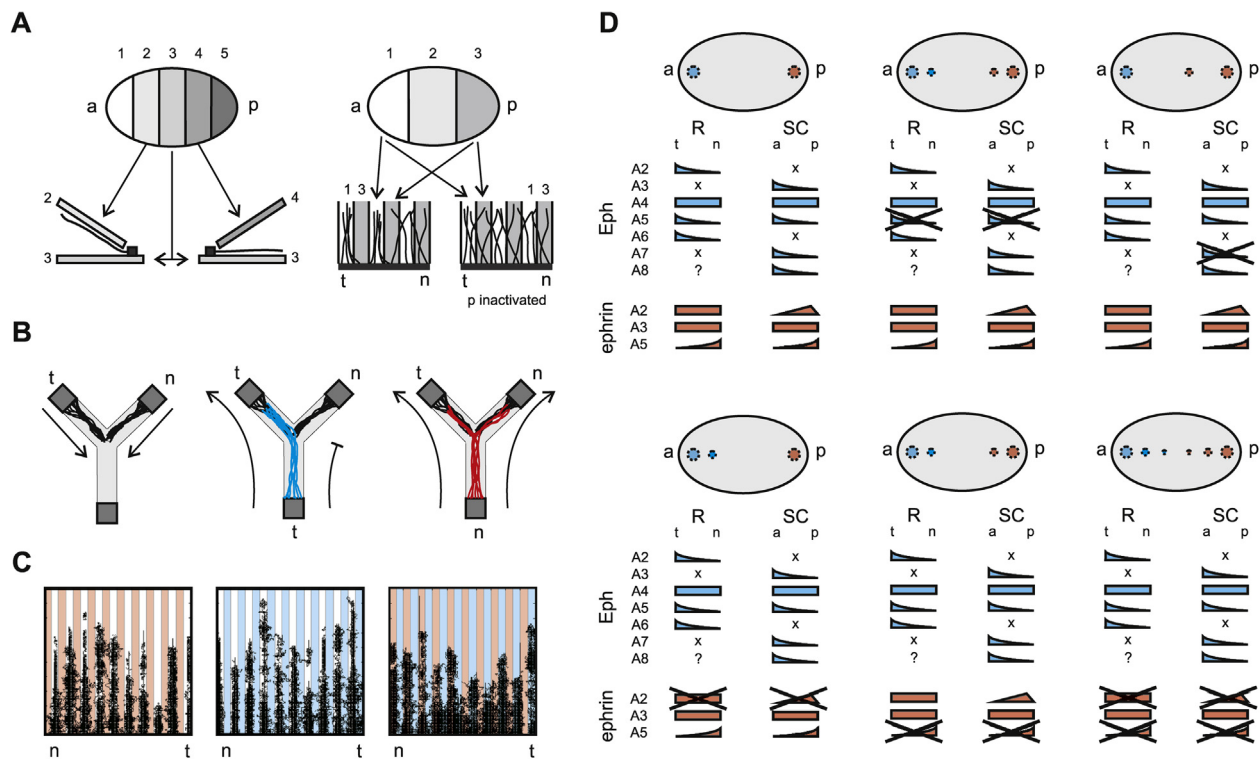 A
1 2 3 4 5
a p
2
3
4
3
1 2 3
a p
1 3
1 3
t n
t n
p inactivated
B
t n
t n
t n
t
n
C
n t
n t
n t
D
a p
a p
a p
R SC
t n a p
R SC
t n a p
R SC
t n a p
Eph
A2 x x x
A3 x x x
A4
A5
A6 x x x
A7 x x x
A8 ? ? ?
ephrin
A2
A3
A5
a p
a p
a p
R SC
t n a p
R SC
t n a p
R SC
t n a p
Eph
A2 x x x
A3 x x x
A4
A5
A6 x x x
A7 x x x
A8 ? ? ?
ephrin
A2
A3
A5